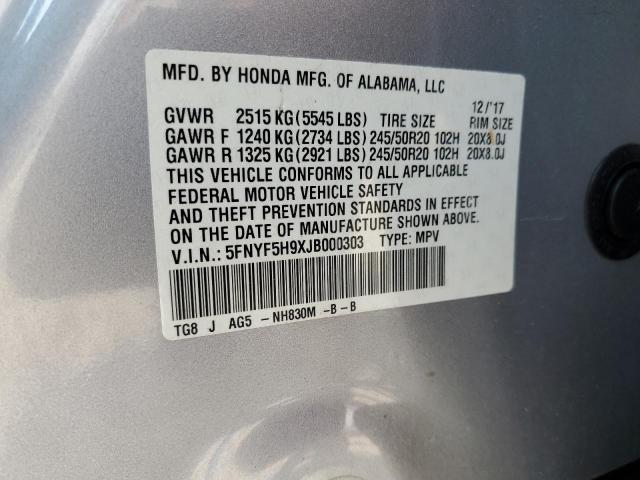 MFD. BY HONDA MFG. OF ALABAMA, LLC
12/'17
GVWR 2515 KG(5545 LBS) TIRE SIZE RIM SIZE
GAWR F 1240 KG(2734 LBS) 245/50R20 102H 20X8.0J
GAWR R 1325 KG(2921 LBS) 245/50R20 102H 20X8.0J
THIS VEHICLE CONFORMS TO ALL APPLICABLE
FEDERAL MOTOR VEHICLE SAFETY
AND THEFT PREVENTION STANDARDS IN EFFECT
ON THE DATE OF MANUFACTURE SHOWN ABOVE.
V.I.N.: 5FNYF5H9XJB000303 TYPE: MPV
TG8 J AG5 -NH830M -B-B